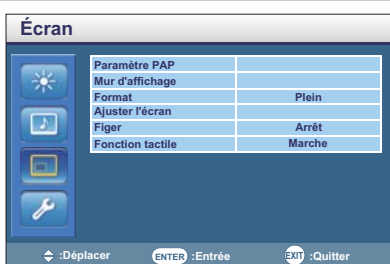 Écran
Paramètre PAP
Mur d'affichage
Format Plein
Ajuster l'écran
Figer Arrêt
Fonction tactile Marche
:Déplacer ENTER :Entrée EXIT :Quitter